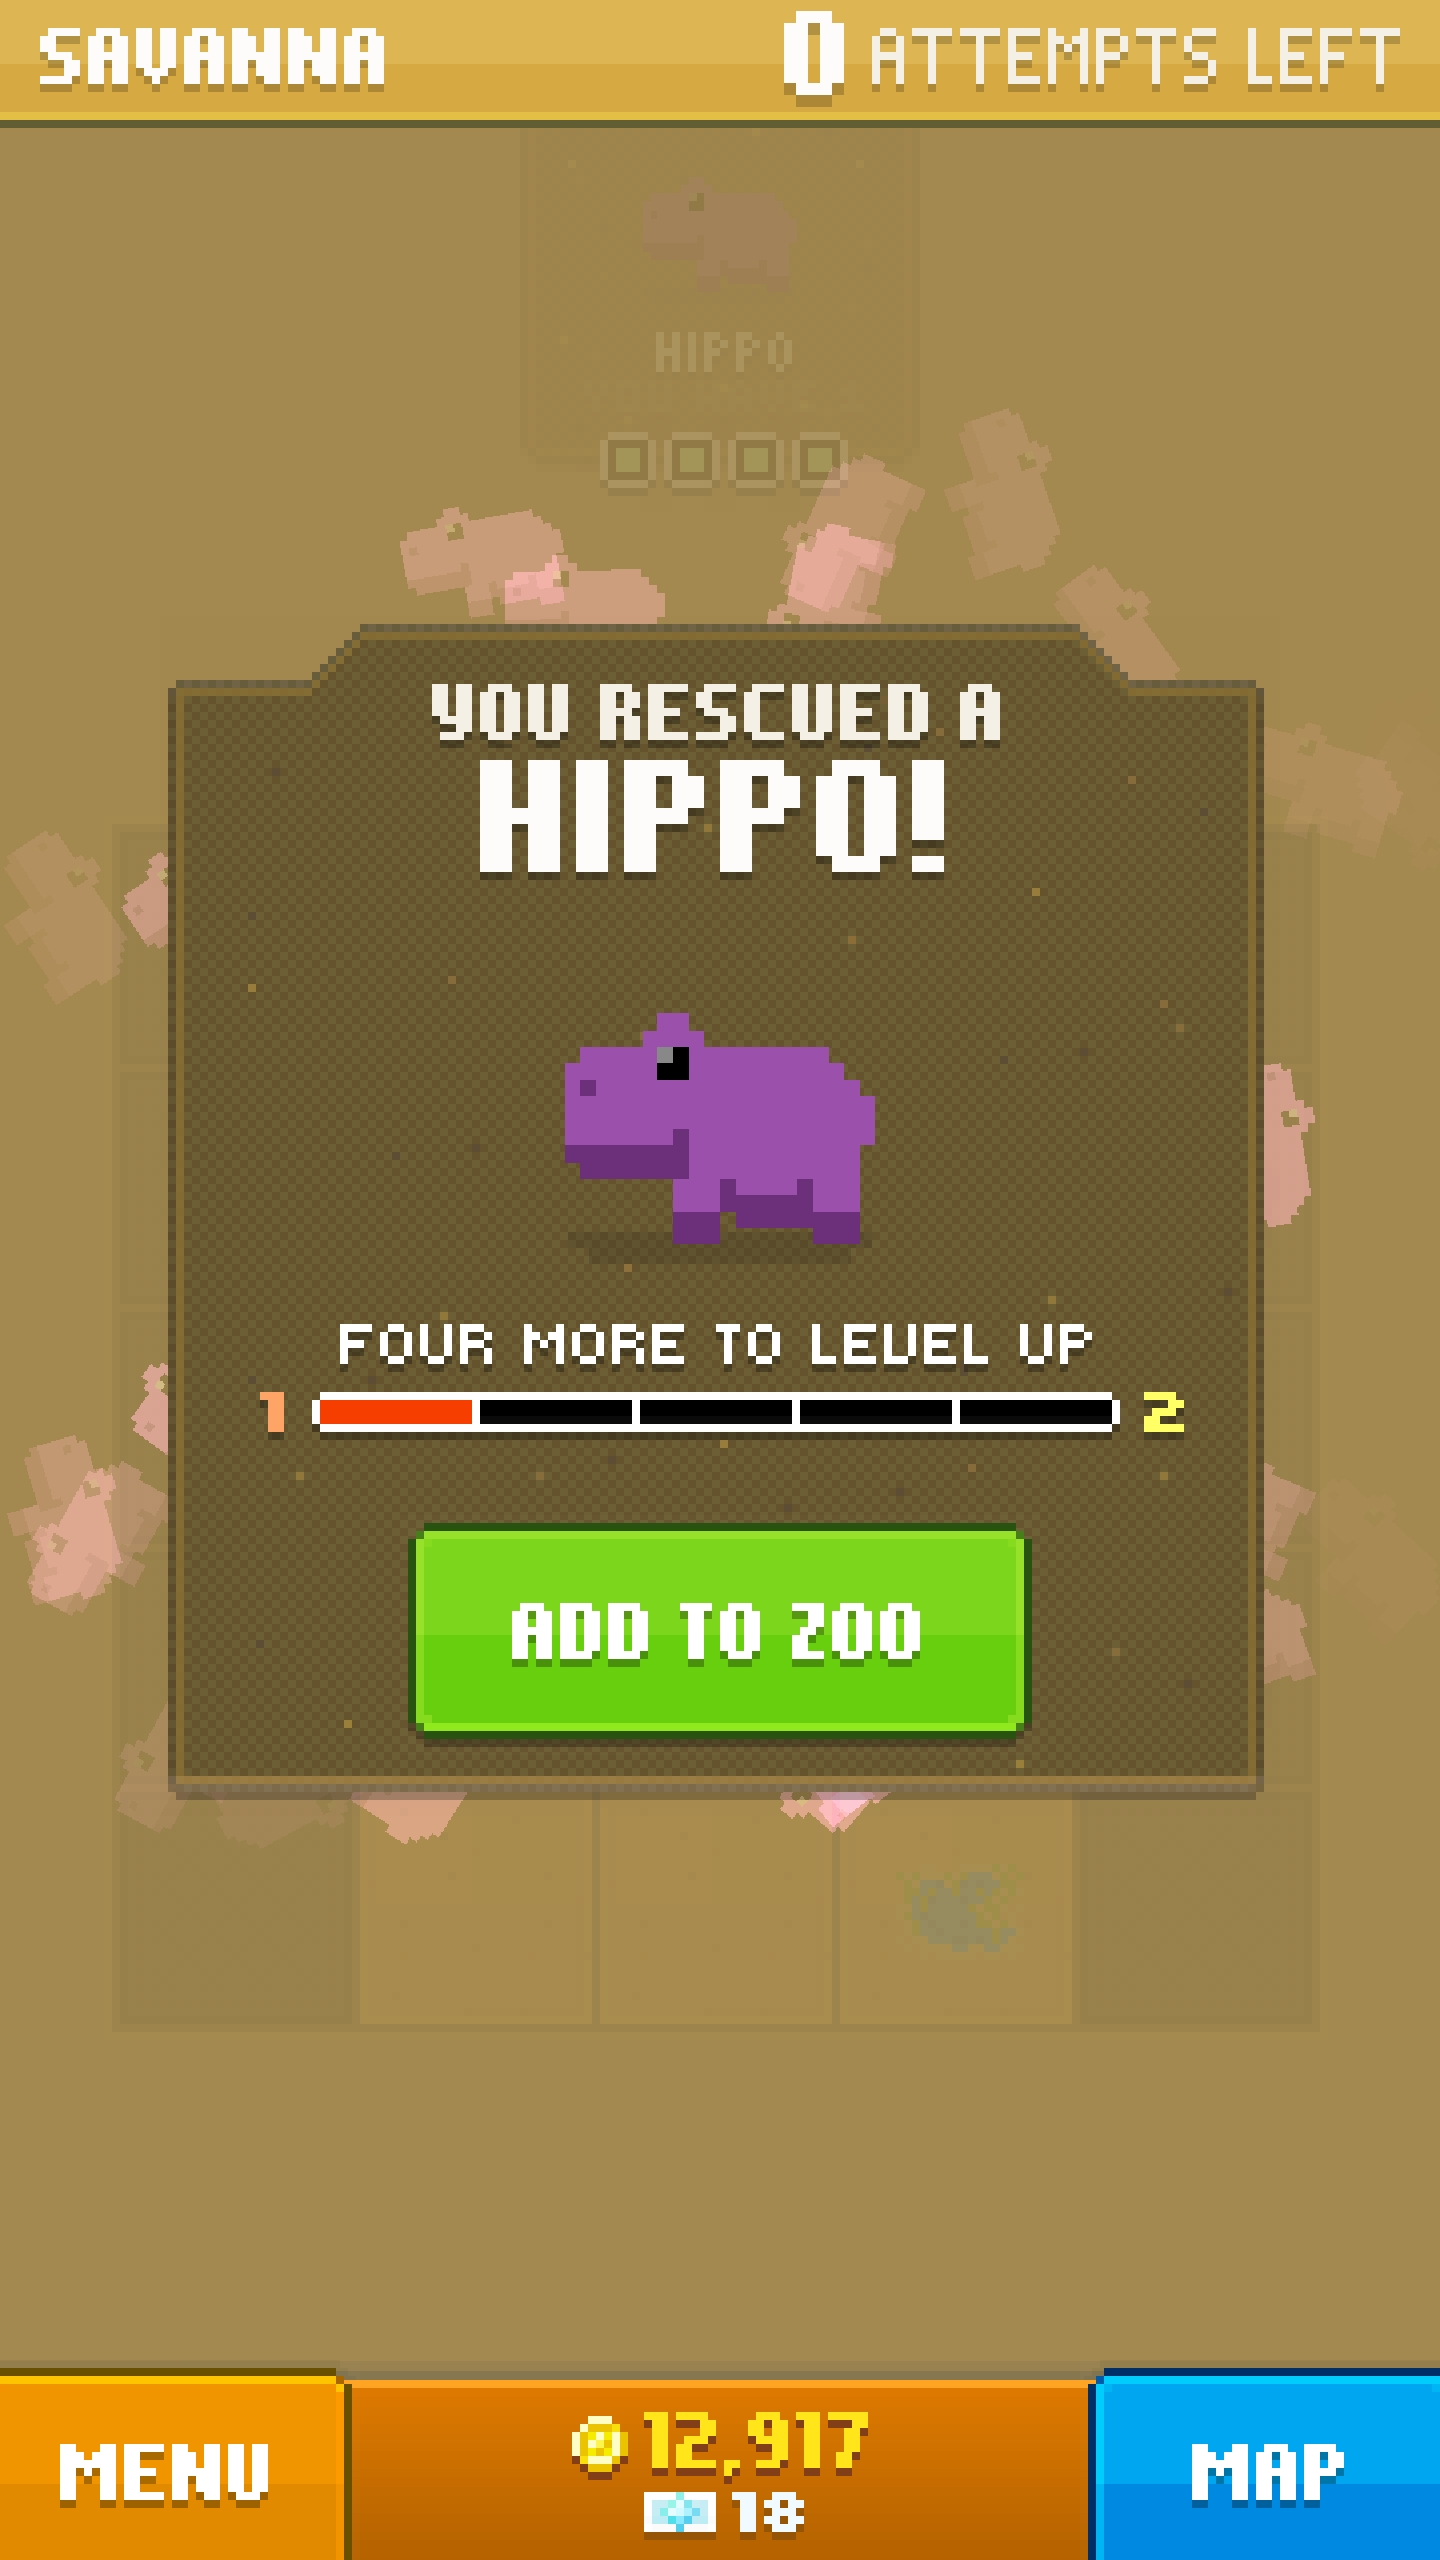 SAVANNA
0 ATTEMPTS LEFT
HIPPO
YOU RESCUED A
HIPPO!
FOUR MORE TO LEVEL UP
1 2
ADD TO ZOO
MENU
12,917
18
MAP